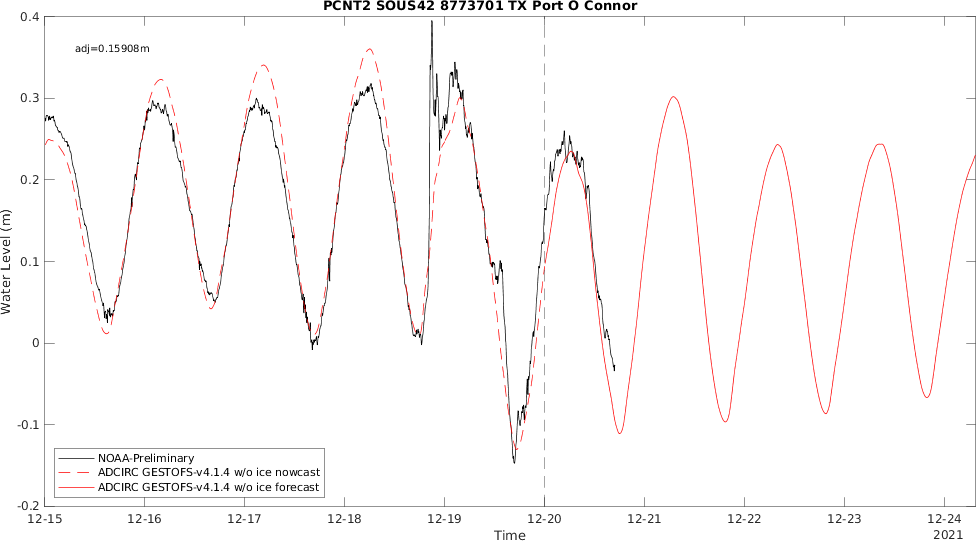 PCNT2 SOUS42 8773701 TX Port O Connor
adj=0.15908m
0.4
0.3
0.2
0.1
0
-0.1
-0.2
Water Level (m)
NOAA-Preliminary
ADCIRC GESTOFS-v4.1.4 w/o ice nowcast
ADCIRC GESTOFS-v4.1.4 w/o ice forecast
12-15 12-16 12-17 12-18 12-19 12-20 12-21 12-22 12-23 12-24
Time
2021